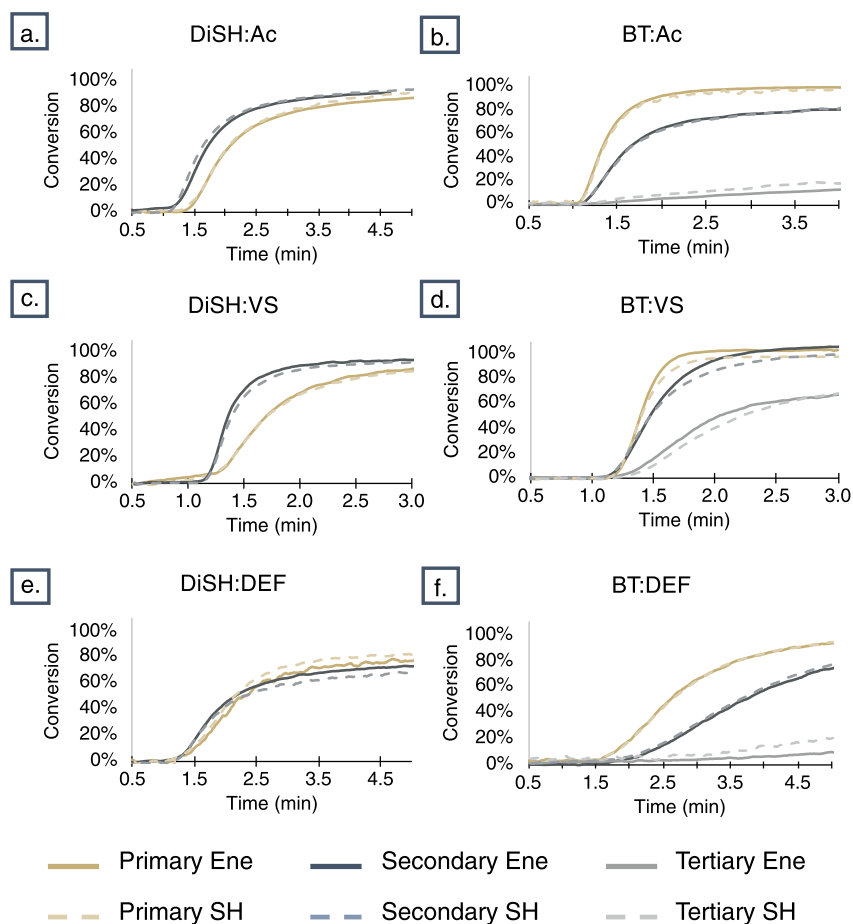 a.
DiSH:Ac
100%
80%
60%
40%
20%
0%
Conversion
0.5 1.5 2.5 3.5 4.5
Time (min)
b.
BT:Ac
100%
80%
60%
40%
20%
0%
Conversion
0.5 1.5 2.5 3.5
Time (min)
c.
DiSH:VS
100%
80%
60%
40%
20%
0%
Conversion
0.5 1.0 1.5 2.0 2.5 3.0
Time (min)
d.
BT:VS
100%
80%
60%
40%
20%
0%
Conversion
0.5 1.0 1.5 2.0 2.5 3.0
Time (min)
e.
DiSH:DEF
100%
80%
60%
40%
20%
0%
Conversion
0.5 1.5 2.5 3.5 4.5
Time (min)
f.
BT:DEF
100%
80%
60%
40%
20%
0%
Conversion
0.5 1.5 2.5 3.5 4.5
Time (min)
Primary Ene Secondary Ene Tertiary Ene
Primary SH Secondary SH Tertiary SH